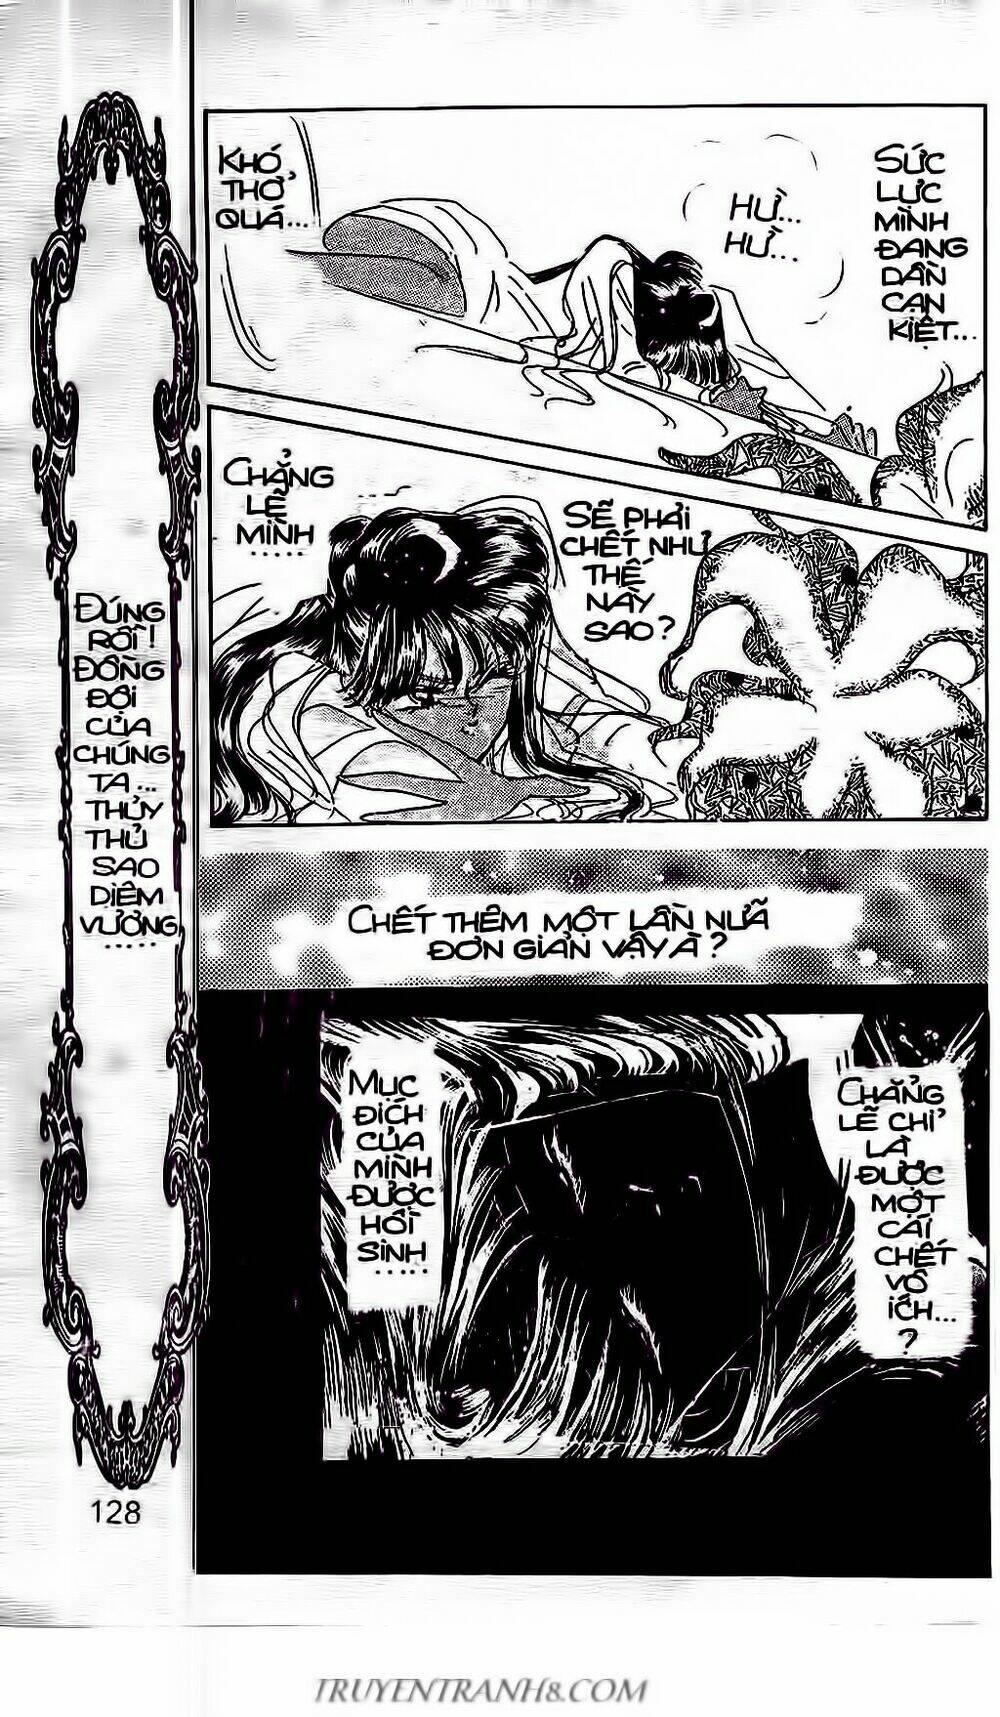 SỨC
LỰC
MÌNH
ĐANG
DẦN
CẠN
KIỆT...
HỪ...
HỪ...
KHÓ
THỞ
QUÁ...
SẼ PHẢI
CHẾT NHƯ
THẾ
NÀY
SAO?
CHẲNG
LẼ
MÌNH
.....
CHẾT THÊM MỘT LẦN NỮA
ĐƠN GIẢN VẬY À?
CHẲNG
LẼ CHỈ
LÀ
ĐƯỢC
MỘT
CÁI
CHẾT
VÔ
ÍCH...
?
MỤC
ĐÍCH
CỦA
MÌNH
ĐƯỢC
HỒI
SINH
.....
ĐÚNG
RỒI!
ĐỒNG
ĐỘI
CỦA
CHÚNG
TA...
THỦY
THỦ
SAO
DIÊM
VƯƠNG
.....
128
TRUYENTRANH8.COM